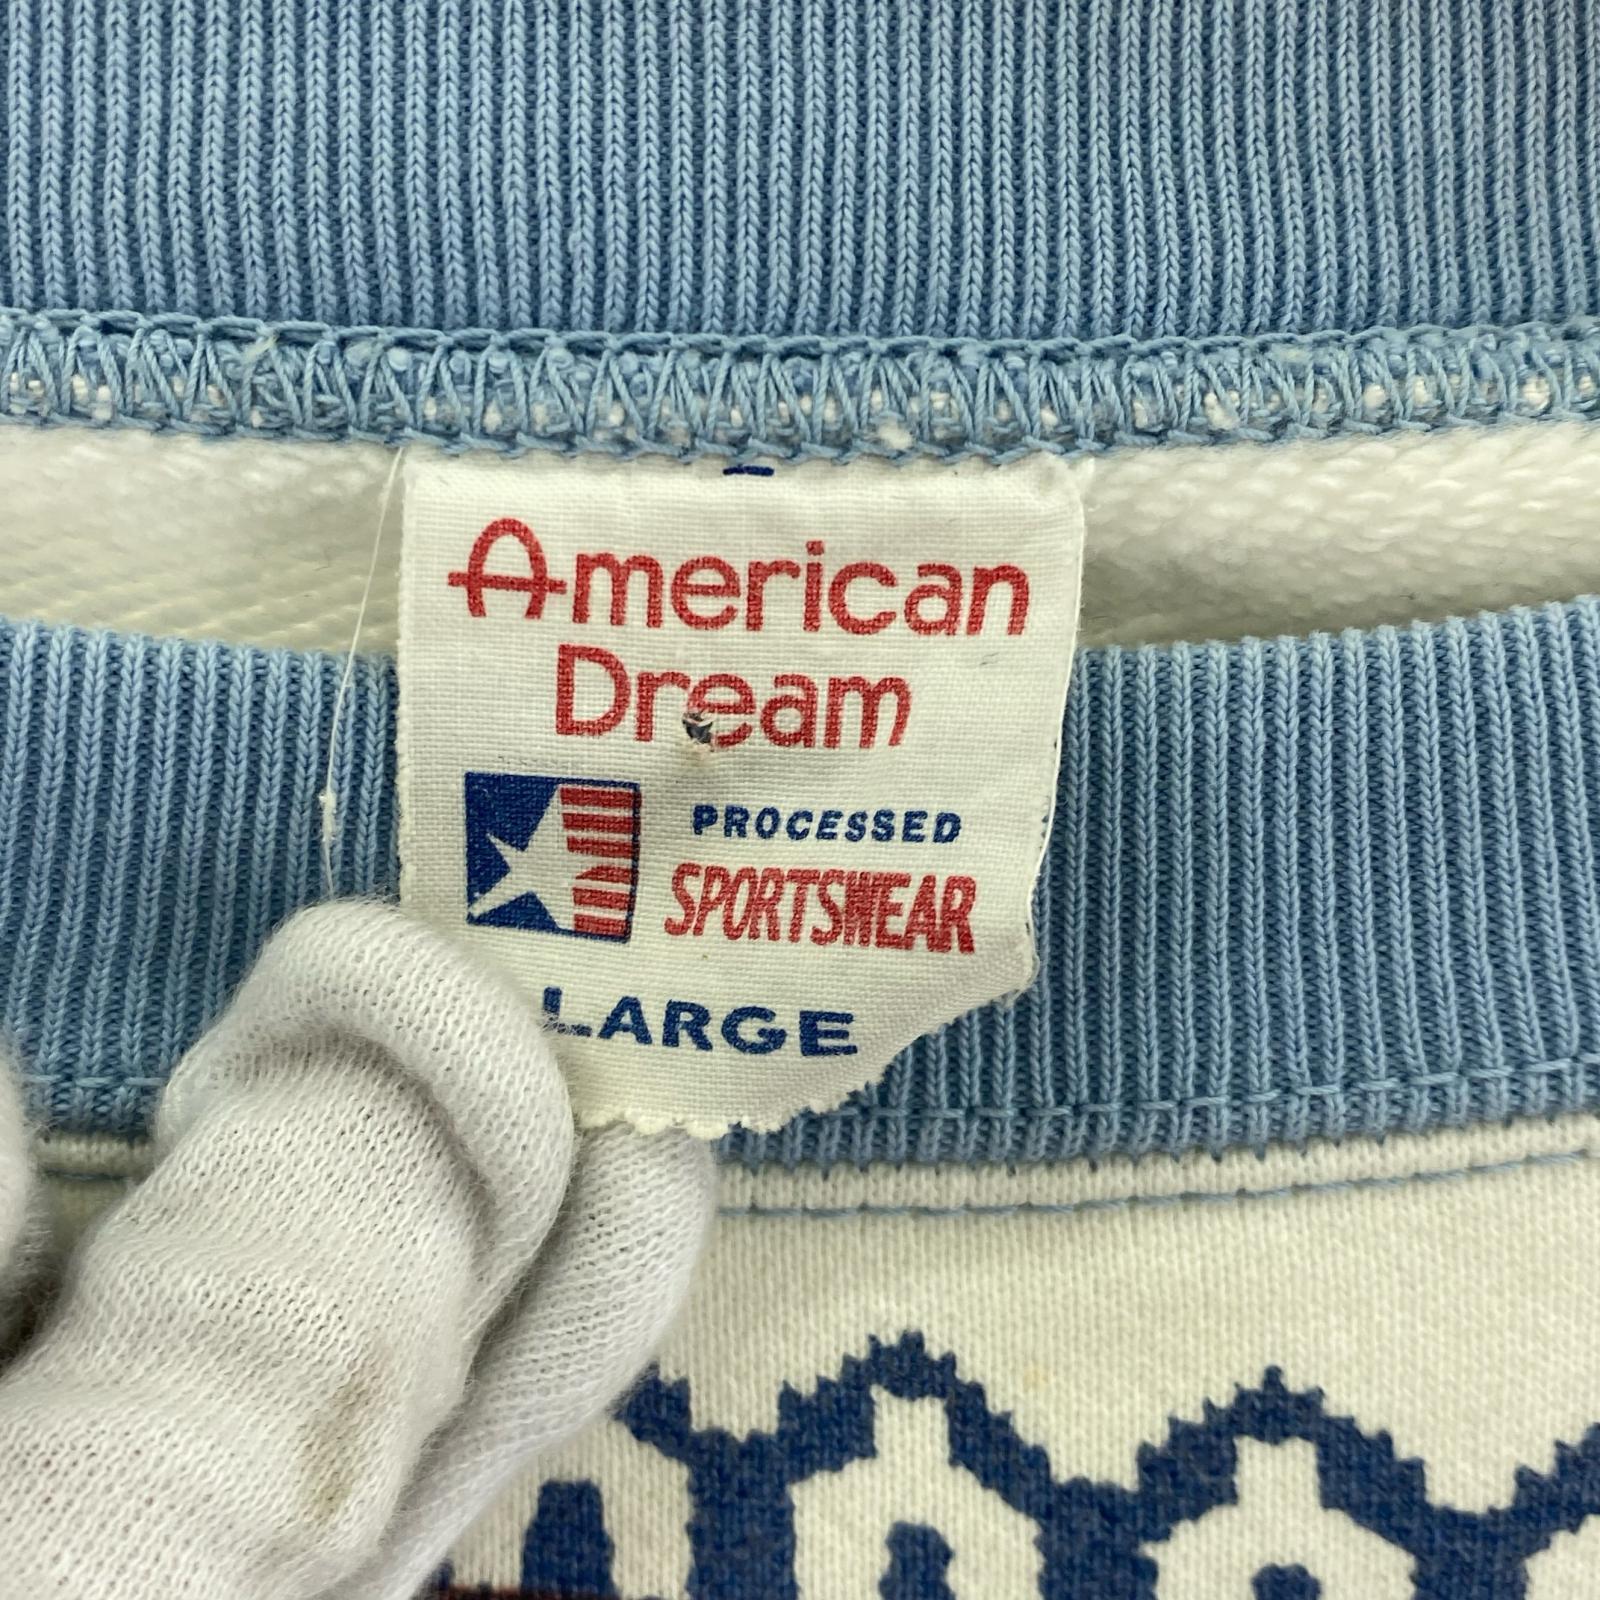 American
Dream
PROCESSED
SPORTSWEAR
LARGE